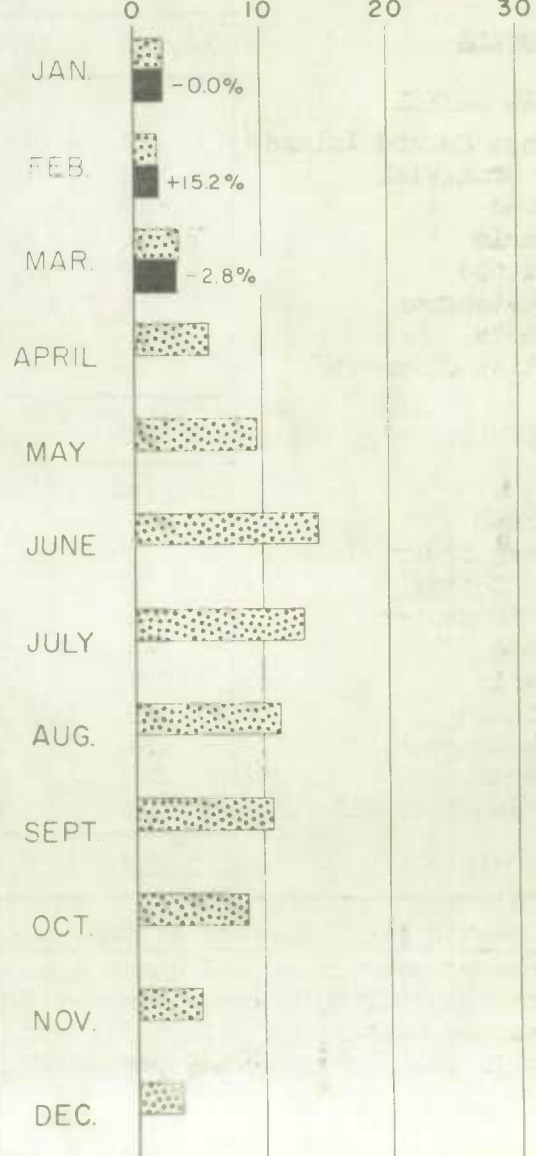 0 10 20 30
JAN.
-0.0%
FEB.
+15.2%
MAR.
-2.8%
APRIL
MAY
JUNE
JULY
AUG.
SEPT.
OCT.
NOV.
DEC.